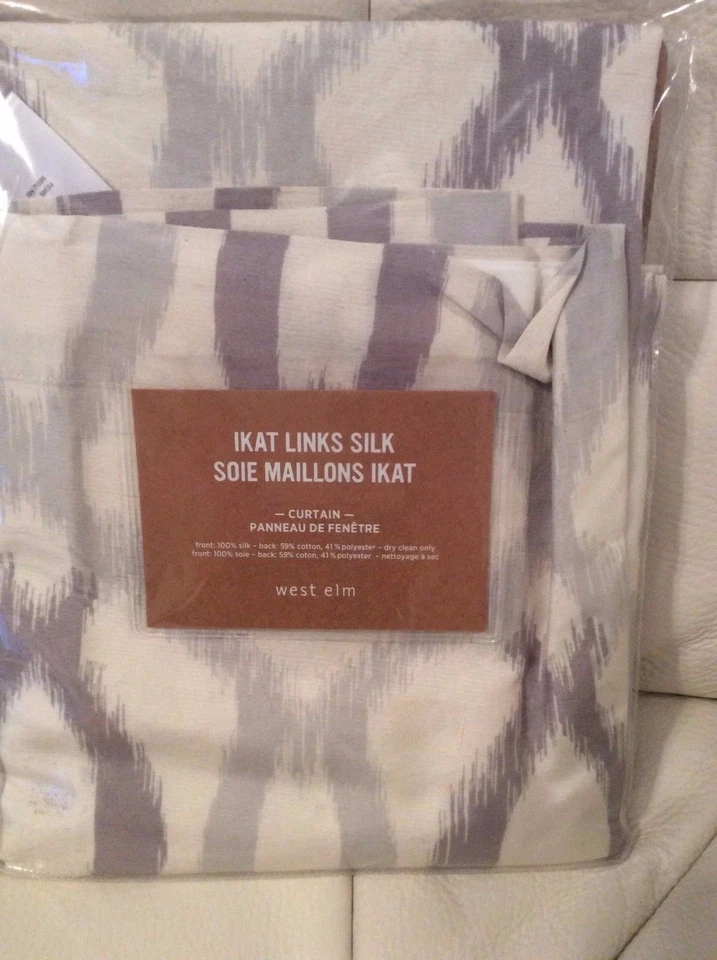 IKAT LINKS SILK
SOIE MAILLONS IKAT
— CURTAIN —
PANNEAU DE FENÊTRE
front: 100% silk – back: 59% cotton, 41% polyester – dry clean only
front: 100% soie – back: 59% coton, 41% polyester - nettoyage à sec
west elm